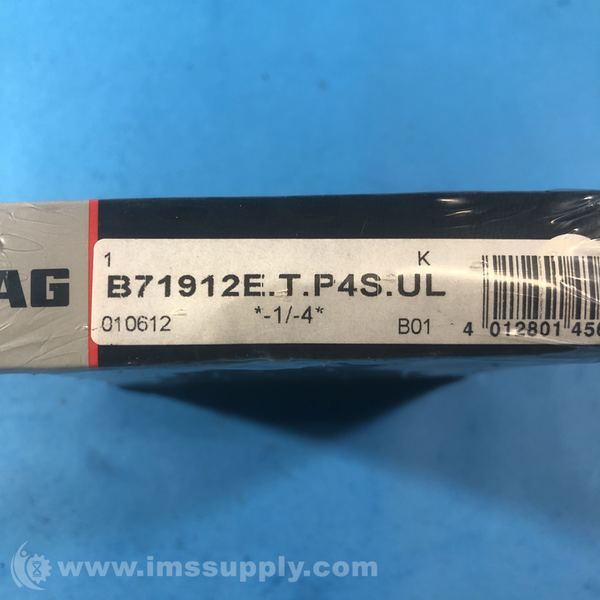 AG
1 K
B71912E.T.P4S.UL
010612 *-1/-4* B01
4 012801 456
www.imssupply.com